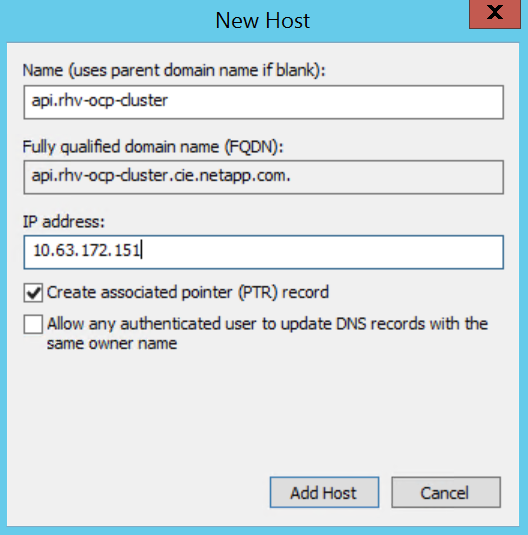 New Host
X
Name (uses parent domain name if blank):
api.rhv-ocp-cluster
Fully qualified domain name (FQDN):
api.rhv-ocp-cluster.cie.netapp.com.
IP address:
10.63.172.151
Create associated pointer (PTR) record
Allow any authenticated user to update DNS records with the
same owner name
Add Host
Cancel